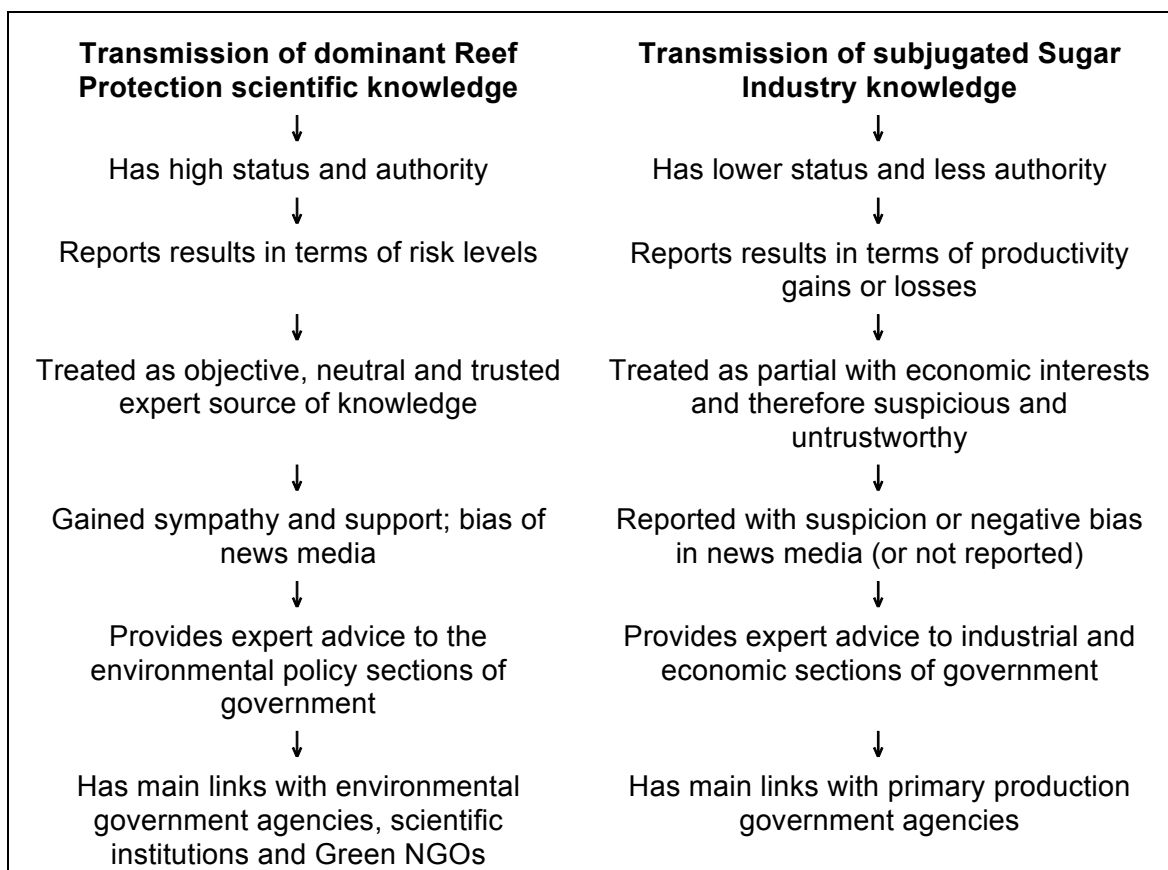 Transmission of dominant Reef
Protection scientific knowledge
↓
Has high status and authority
↓
Reports results in terms of risk levels
↓
Treated as objective, neutral and trusted
expert source of knowledge
↓
Gained sympathy and support; bias of
news media
↓
Provides expert advice to the
environmental policy sections of
government
↓
Has main links with environmental
government agencies, scientific
institutions and Green NGOs
Transmission of subjugated Sugar
Industry knowledge
↓
Has lower status and less authority
↓
Reports results in terms of productivity
gains or losses
↓
Treated as partial with economic interests
and therefore suspicious and
untrustworthy
↓
Reported with suspicion or negative bias
in news media (or not reported)
↓
Provides expert advice to industrial and
economic sections of government
↓
Has main links with primary production
government agencies